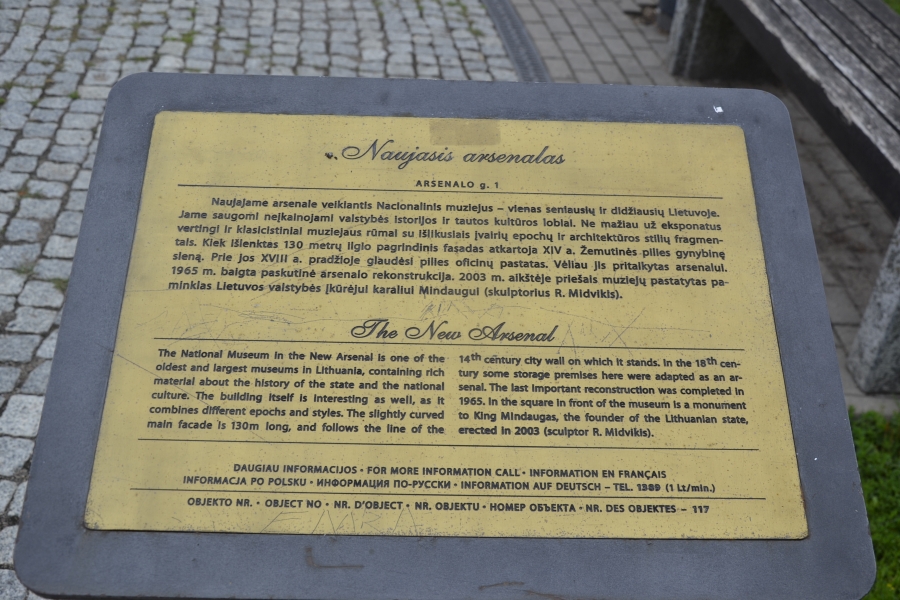 Naujasis arsenalas
ARSENALO g. 1
Naujajame arsenale veikiantis Nacionalinis muziejus – vienas seniausių ir didžiausių Lietuvoje.
Jame saugomi neįkainojami valstybės istorijos ir tautos kultūros lobiai. Ne mažiau už eksponatus
vertingi ir klasicistiniai muziejaus rūmai su išlikusiais įvairių epochų ir architektūros stilių fragmen-
tais. Kiek išlenktas 130 metrų ilgio pagrindinis fasadas atkartoja XIV a. Žemutinės pilies gynybinę
sieną. Prie jos XVIII a. pradžioje glaudėsi pilies oficinų pastatas. Vėliau jis pritaikytas arsenalui.
1965 m. baigta paskutinė arsenalo rekonstrukcija. 2003 m. aikštėje priešais muziejų pastatytas pa-
minklas Lietuvos valstybės įkūrėjui karaliui Mindaugui (skulptorius R. Midvikis).
The New Arsenal
The National Museum in the New Arsenal is one of the
oldest and largest museums in Lithuania, containing rich
material about the history of the state and the national
culture. The building itself is interesting as well, as it
combines different epochs and styles. The slightly curved
main facade is 130m long, and follows the line of the
14th century city wall on which it stands. In the 18th cen-
tury some storage premises here were adapted as an ar-
senal. The last important reconstruction was completed in
1965. In the square in front of the museum is a monument
to King Mindaugas, the founder of the Lithuanian state,
erected in 2003 (sculptor R. Midvikis).
DAUGIAU INFORMACIJOS • FOR MORE INFORMATION CALL • INFORMATION EN FRANÇAIS
INFORMACJA PO POLSKU • ИНФОРМАЦИЯ ПО-РУССКИ • INFORMATION AUF DEUTSCH – TEL. 1389 (1 Lt/min.)
OBJEKTO NR. • OBJECT NO • NR. D'OBJECT • NR. OBJEKTU • НОМЕР ОБЪЕКТА • NR. DES OBJEKTES – 117